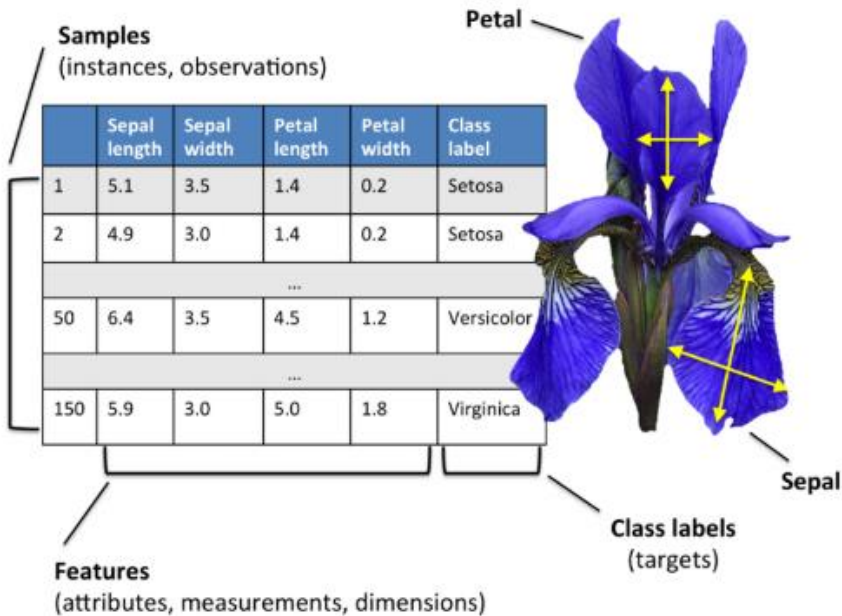 Samples
(instances, observations)
Petal
Sepal length Sepal width Petal length Petal width Class label
1 5.1 3.5 1.4 0.2 Setosa
2 4.9 3.0 1.4 0.2 Setosa
...
50 6.4 3.5 4.5 1.2 Versicolor
...
150 5.9 3.0 5.0 1.8 Virginica
Sepal
Class labels
(targets)
Features
(attributes, measurements, dimensions)